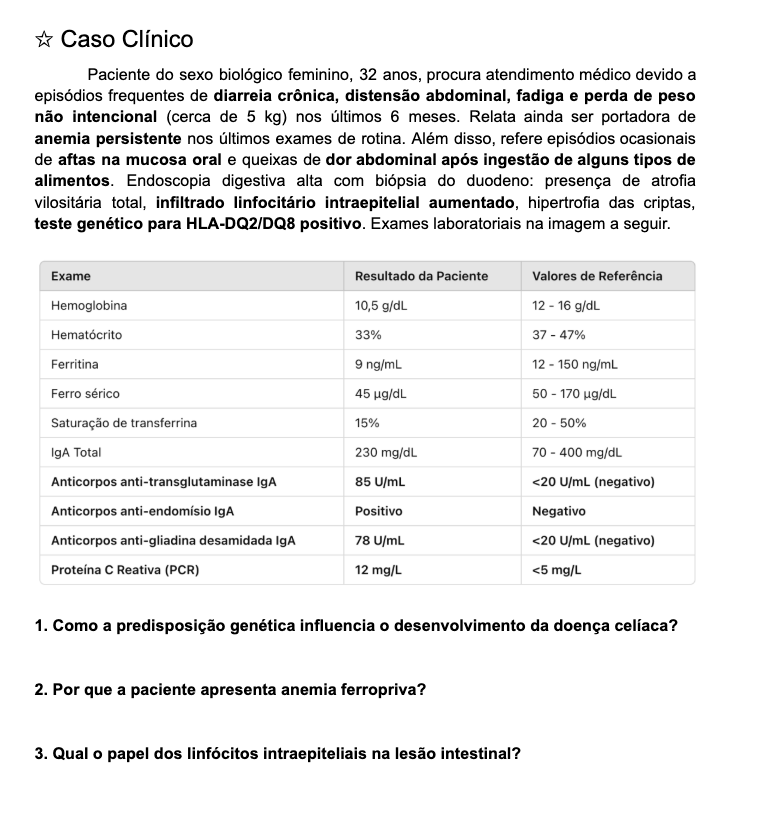 ☆ Caso Clínico
Paciente do sexo biológico feminino, 32 anos, procura atendimento médico devido a
episódios frequentes de diarreia crônica, distensão abdominal, fadiga e perda de peso
não intencional (cerca de 5 kg) nos últimos 6 meses. Relata ainda ser portadora de
anemia persistente nos últimos exames de rotina. Além disso, refere episódios ocasionais
de aftas na mucosa oral e queixas de dor abdominal após ingestão de alguns tipos de
alimentos. Endoscopia digestiva alta com biópsia do duodeno: presença de atrofia
vilositária total, infiltrado linfocitário intraepitelial aumentado, hipertrofia das criptas,
teste genético para HLA-DQ2/DQ8 positivo. Exames laboratoriais na imagem a seguir.
Exame Resultado da Paciente Valores de Referência
Hemoglobina 10,5 g/dL 12 - 16 g/dL
Hematócrito 33% 37 - 47%
Ferritina 9 ng/mL 12 - 150 ng/mL
Ferro sérico 45 µg/dL 50 - 170 µg/dL
Saturação de transferrina 15% 20 - 50%
IgA Total 230 mg/dL 70 - 400 mg/dL
Anticorpos anti-transglutaminase IgA 85 U/mL <20 U/mL (negativo)
Anticorpos anti-endomísio IgA Positivo Negativo
Anticorpos anti-gliadina desamidada IgA 78 U/mL <20 U/mL (negativo)
Proteína C Reativa (PCR) 12 mg/L <5 mg/L
1. Como a predisposição genética influencia o desenvolvimento da doença celíaca?
2. Por que a paciente apresenta anemia ferropriva?
3. Qual o papel dos linfócitos intraepiteliais na lesão intestinal?